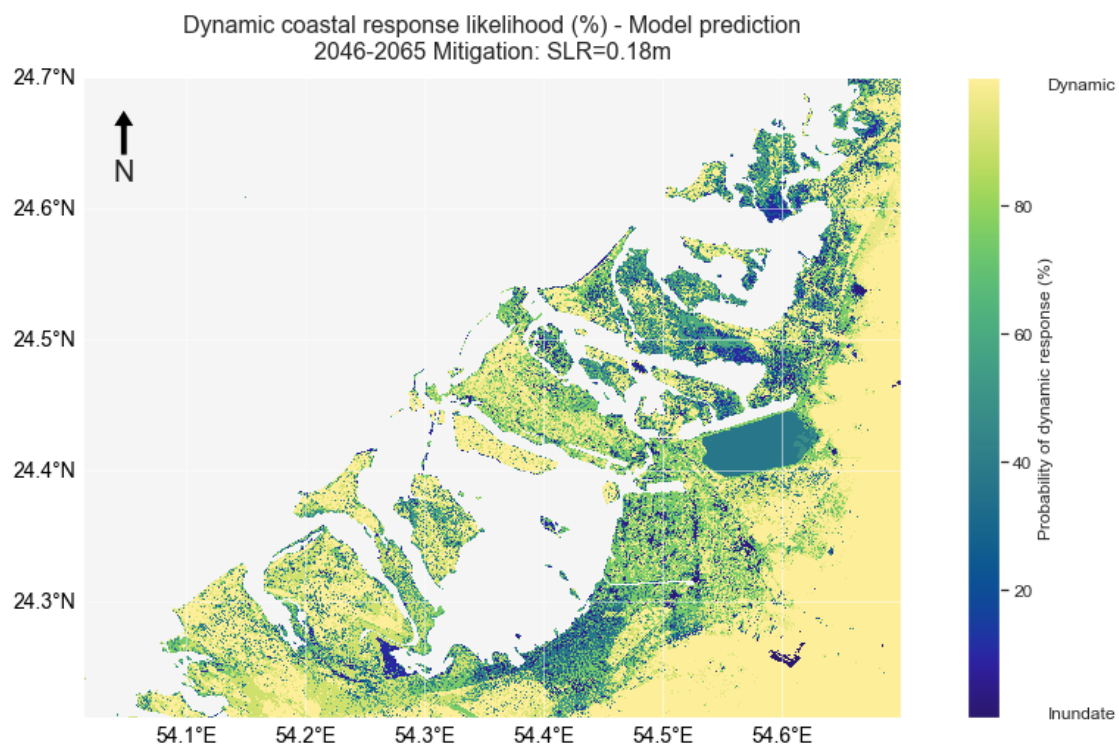 Dynamic coastal response likelihood (%) - Model prediction
2046-2065 Mitigation: SLR=0.18m
24.7°N
24.6°N
24.5°N
24.4°N
24.3°N
N
54.1°E
54.2°E
54.3°E
54.4°E
54.5°E
54.6°E
Dynamic
80
60
40
20
Inundate
Probability of dynamic response (%)